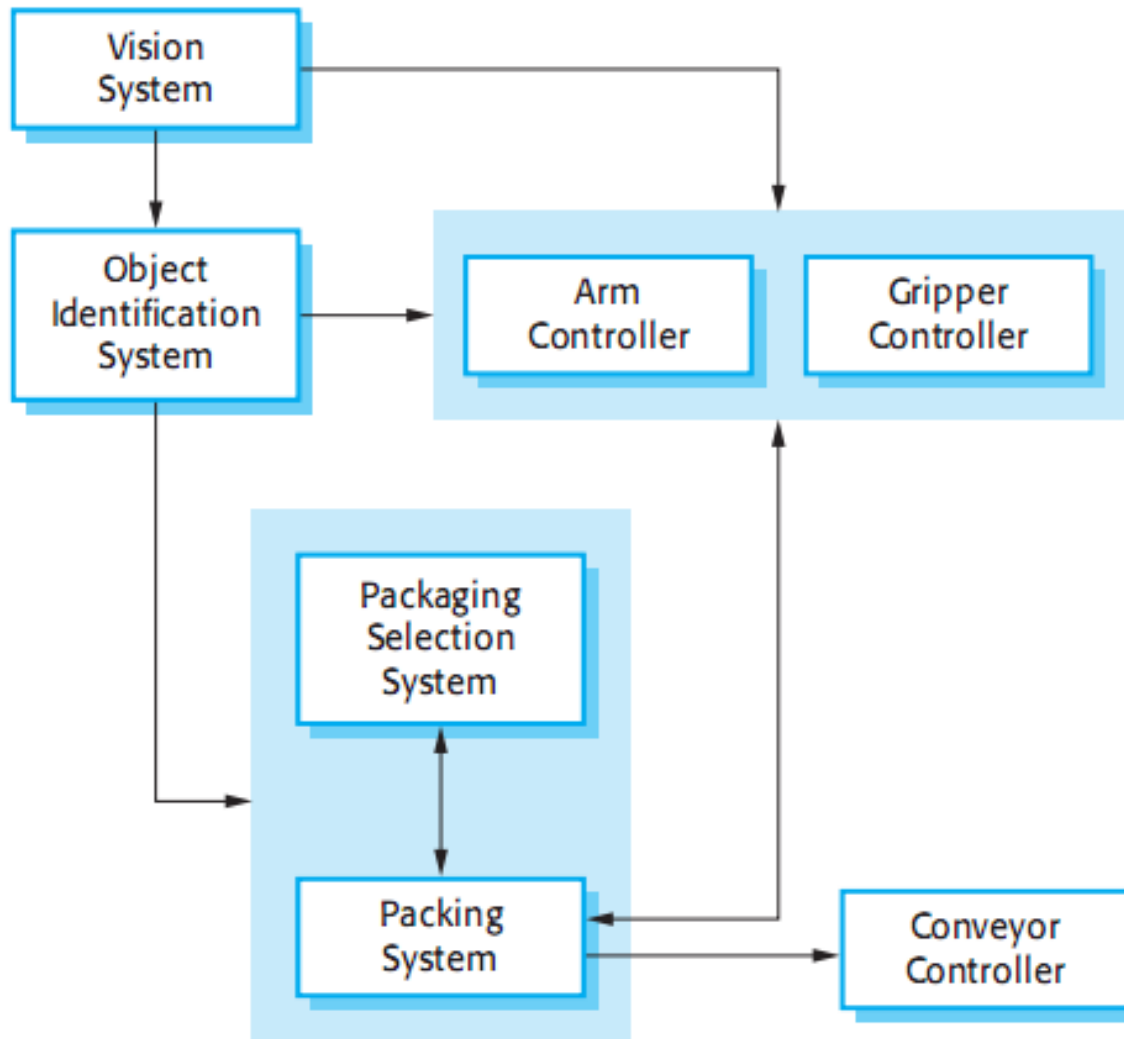 Vision
System
Object
Identification
System
Arm
Controller
Gripper
Controller
Packaging
Selection
System
Packing
System
Conveyor
Controller